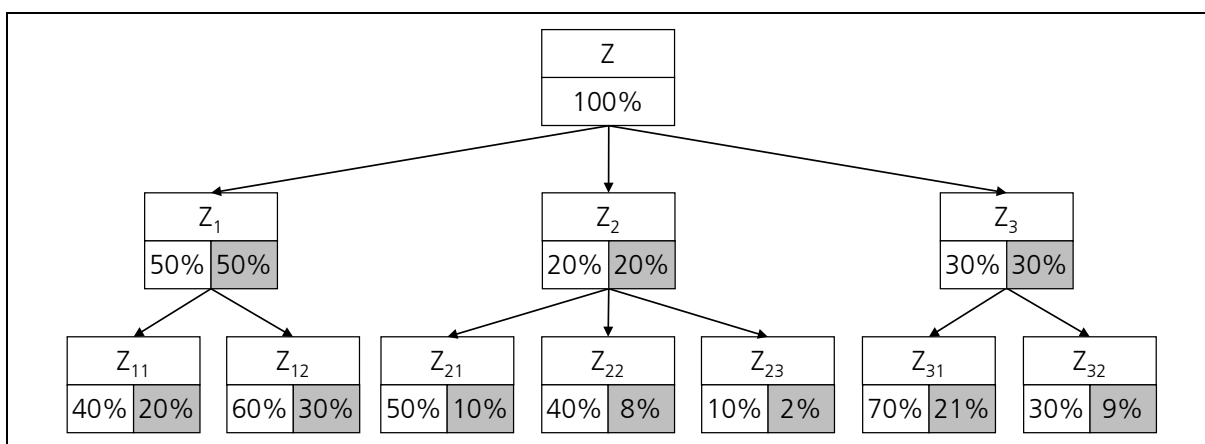 Z
100%
Z₁ Z₂ Z₃
50% 50% 20% 20% 30% 30%
Z₁₁ Z₁₂ Z₂₁ Z₂₂ Z₂₃ Z₃₁ Z₃₂
40% 20% 60% 30% 50% 10% 40% 8% 10% 2% 70% 21% 30% 9%